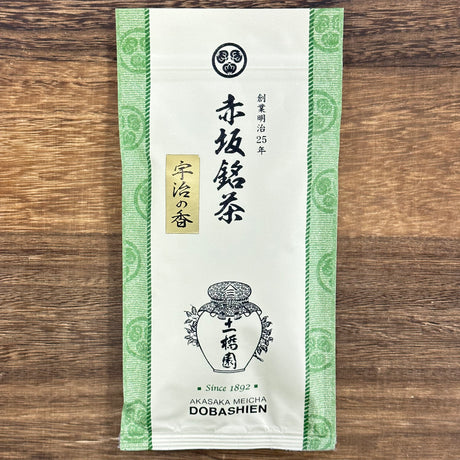 創業明治25年
赤坂銘茶
宇治の香
土橋園
Since 1892
AKASAKA MEICHA
DOBASHIEN